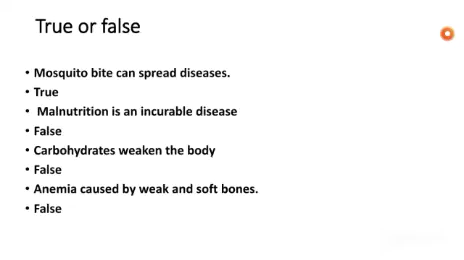 True or false
• Mosquito bite can spread diseases.
• True
• Malnutrition is an incurable disease
• False
• Carbohydrates weaken the body
• False
• Anemia caused by weak and soft bones.
• False